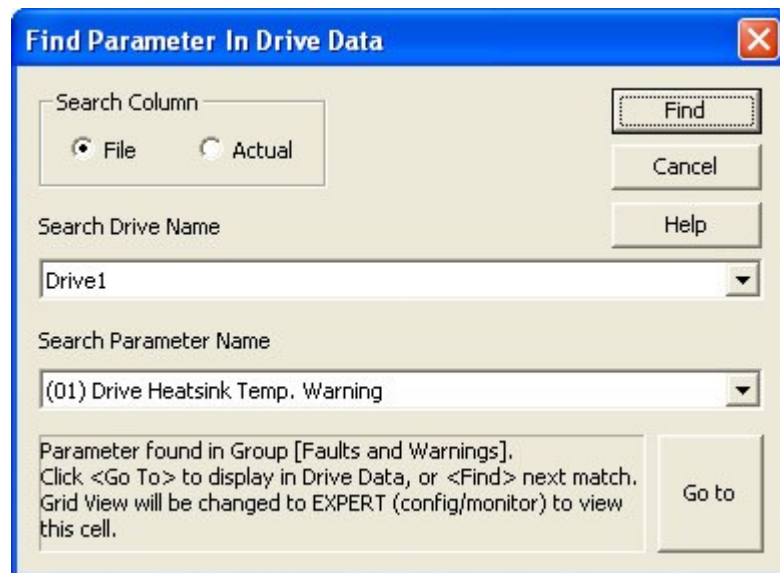 Find Parameter In Drive Data
Search Column
File
Actual
Find
Cancel
Help
Search Drive Name
Drive1
Search Parameter Name
(01) Drive Heatsink Temp. Warning
Parameter found in Group [Faults and Warnings].
Click <Go To> to display in Drive Data, or <Find> next match.
Grid View will be changed to EXPERT (config/monitor) to view
this cell.
Go to